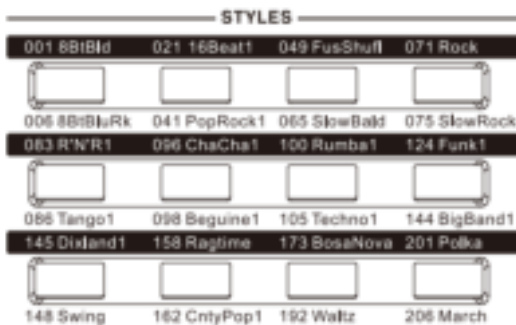 STYLES
001 8BtBld 021 16Beat1 049 FusShufl 071 Rock
006 8BtBluRk 041 PopRock1 065 SlowBald 075 SlowRock
083 R'N'R1 096 ChaCha1 100 Rumba1 124 Funk1
086 Tango1 098 Beguine1 105 Techno1 144 BigBand1
145 Dixland1 158 Ragtime 173 BosaNova 201 Polka
148 Swing 162 CntyPop1 192 Waltz 206 March